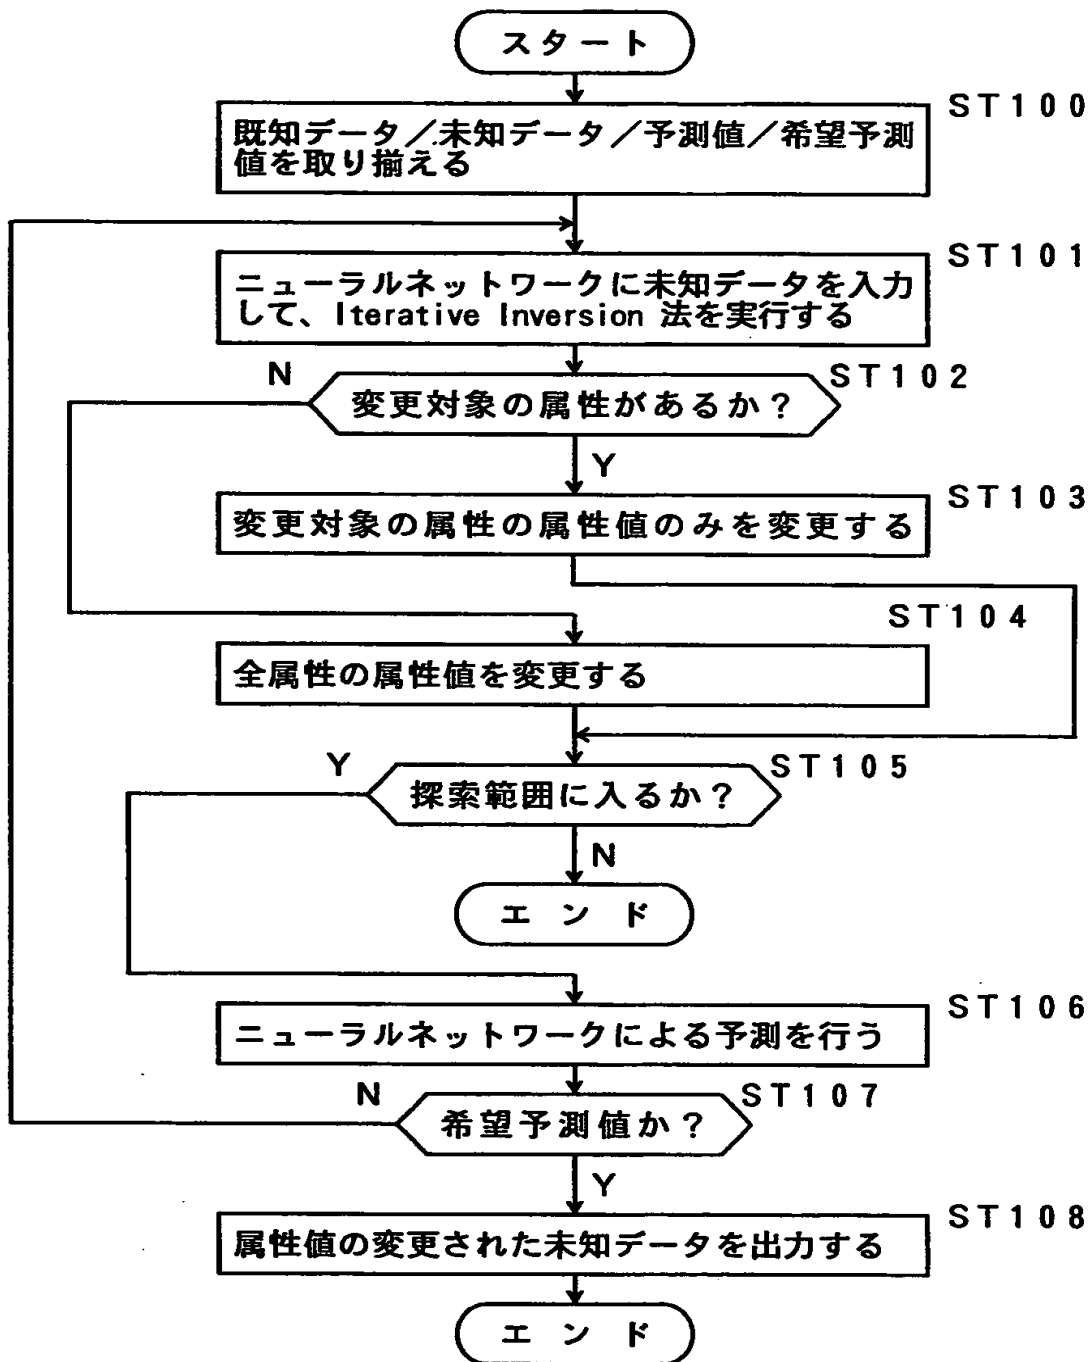 スタート
ST100
既知データ/未知データ/予測値/希望予測
値を取り揃える
ST101
ニューラルネットワークに未知データを入力
して、Iterative Inversion 法を実行する
N
ST102
変更対象の属性があるか?
Y
ST103
変更対象の属性の属性値のみを変更する
ST104
全属性の属性値を変更する
Y
ST105
探索範囲に入るか?
N
エンド
ST106
ニューラルネットワークによる予測を行う
N
ST107
希望予測値か?
Y
ST108
属性値の変更された未知データを出力する
エンド